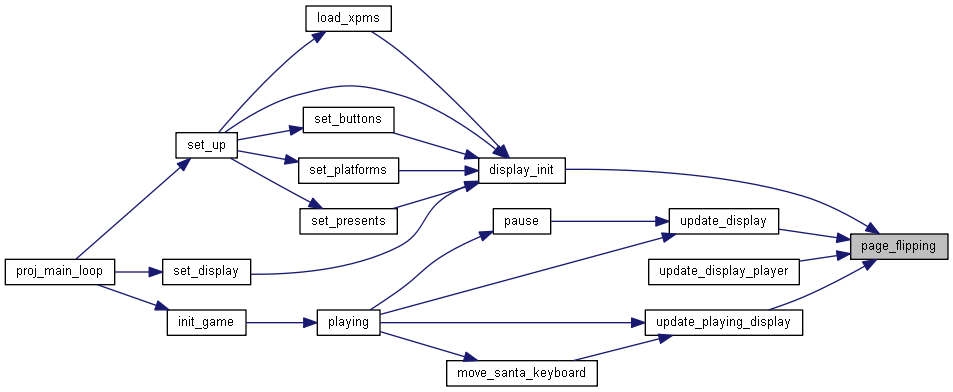 load_xpms
set_buttons
set_up
set_platforms
display_init
set_presents
pause
update_display
page_flipping
proj_main_loop
set_display
update_display_player
init_game
playing
update_playing_display
move_santa_keyboard